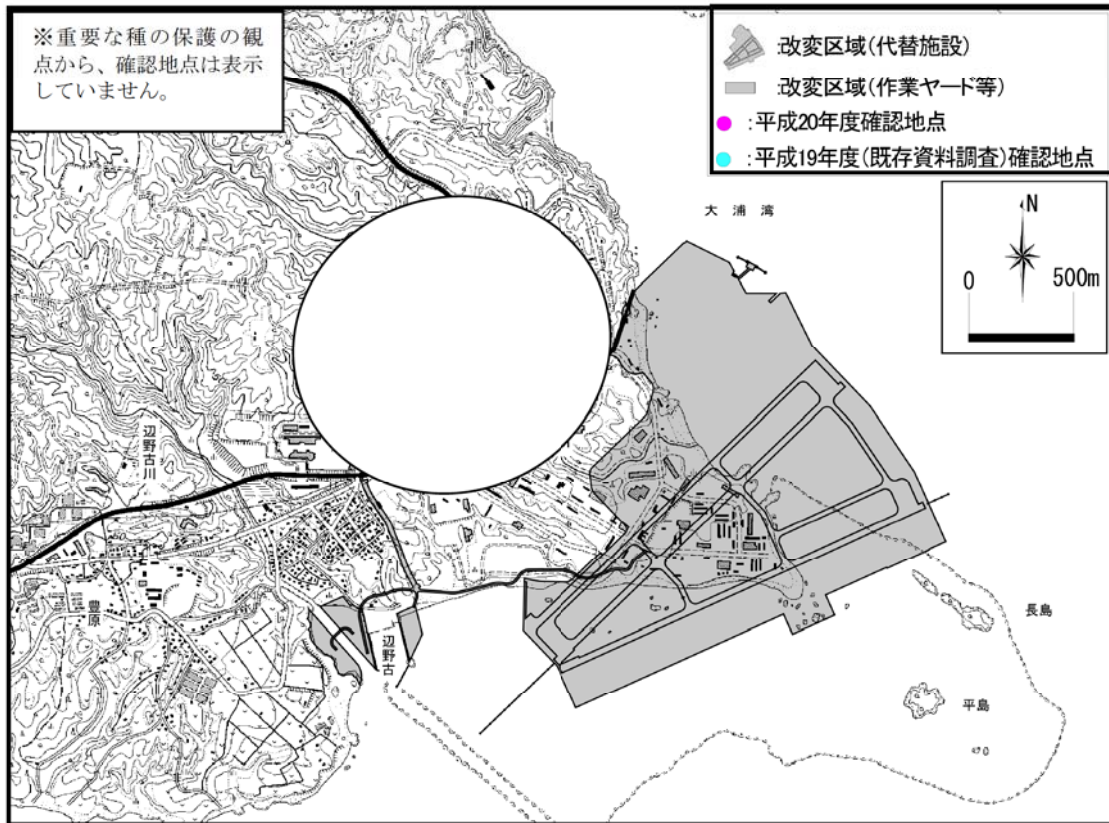 ※重要な種の保護の観
点から、確認地点は表示
していません。
:改変区域(代替施設)
:改変区域(作業ヤード等)
:平成20年度確認地点
:平成19年度(既存資料調査)確認地点
大浦湾
N
0 500m
辺野古川
豊原
辺野古
長島
平島